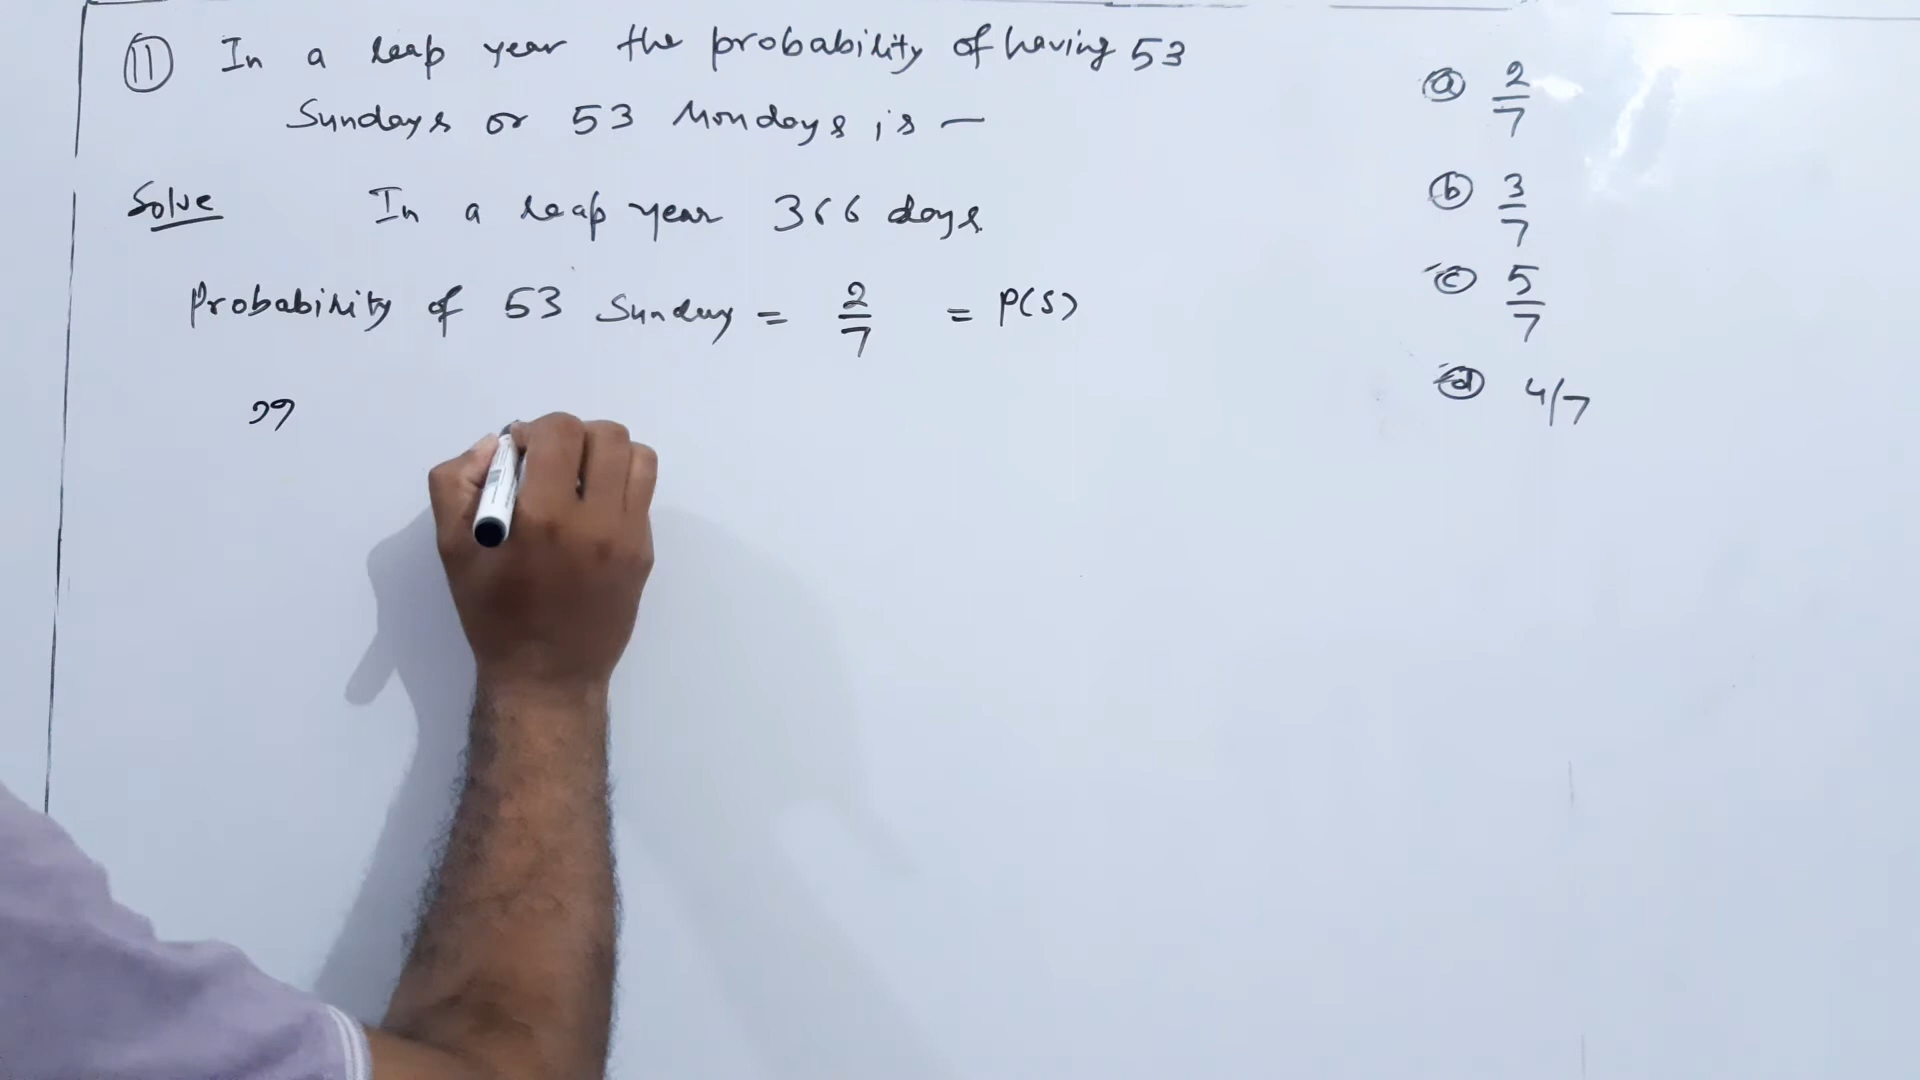 ⑪ In a leap year the probability of having 53
Sundays or 53 Mondays is —
Solve In a leap year 366 days
Probability of 53 Sunday = 2/7 = P(S)
ⓐ 2/7
ⓑ 3/7
ⓒ 5/7
ⓓ 4/7